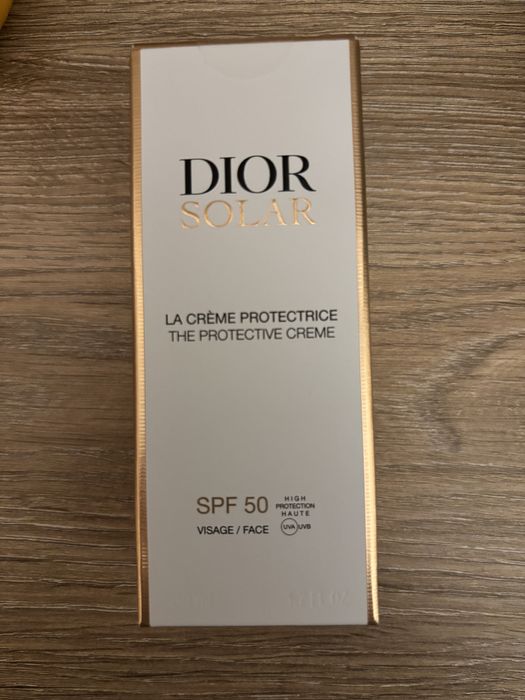 DIOR
SOLAR
LA CRÈME PROTECTRICE
THE PROTECTIVE CREME
SPF 50
HIGH
PROTECTION
HAUTE
UVA UVB
VISAGE / FACE